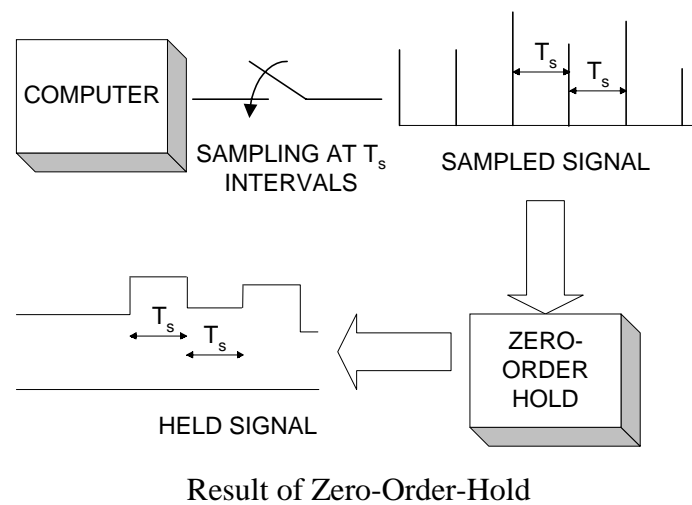 COMPUTER
SAMPLING AT Ts
INTERVALS
Ts
Ts
SAMPLED SIGNAL
Ts
Ts
HELD SIGNAL
ZERO-
ORDER
HOLD
Result of Zero-Order-Hold